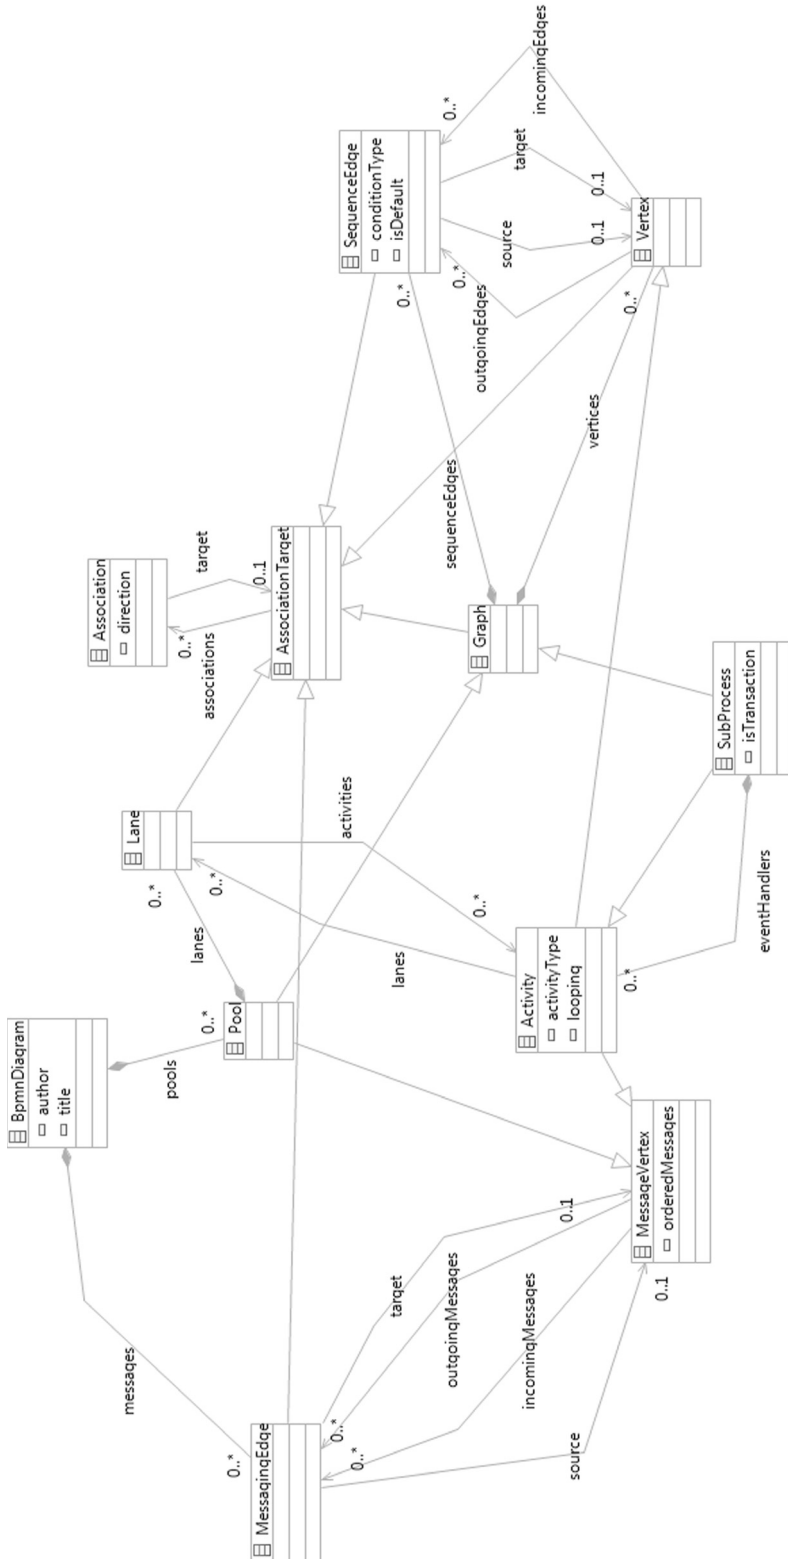 BpmnDiagram
author
title
messages
pools
0..*
0..*
MessagingEdge
Pool
lanes
0..*
Lane
0..*
activities
associations
0..*
Association
direction
target
0..1
AssociationTarget
SequenceEdge
conditionType
isDefault
0..*
incomingEdges
target
0..1
source
0..1
0..*
outgoingEdges
0..*
sequenceEdges
Graph
vertices
0..*
Vertex
lanes
0..*
Activity
activityType
looping
0..*
eventHandlers
SubProcess
isTransaction
target
0..1
outgoingMessages
0..*
incomingMessages
0..*
source
0..1
MessageVertex
orderedMessages